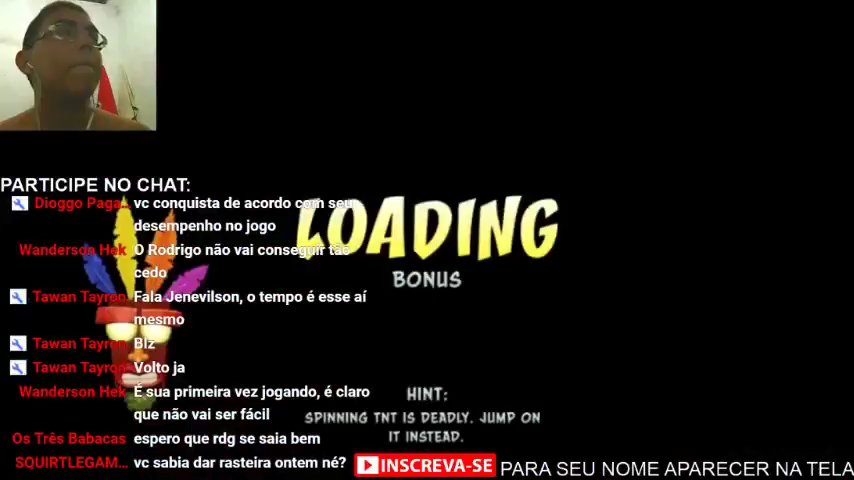 PARTICIPE NO CHAT:
Dioggo Paga... vc conquista de acordo com seu
desempenho no jogo
Wanderson Hek O Rodrigo não vai conseguir tão
cedo
Tawan Tayron Fala Jenevilson, o tempo é esse aí
mesmo
Tawan Tayron Blz
Tawan Tayron Volto ja
Wanderson Hek É sua primeira vez jogando, é claro
que não vai ser fácil
Os Três Babacas espero que rdg se saia bem
SQUIRTLEGAM... vc sabia dar rasteira ontem né?
LOADING
BONUS
HINT:
SPINNING TNT IS DEADLY. JUMP ON
IT INSTEAD.
INSCREVA-SE PARA SEU NOME APARECER NA TELA